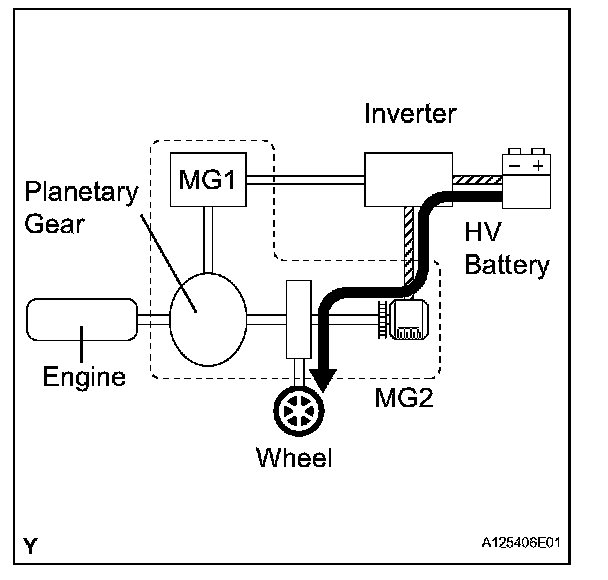 Inverter
MG1
− +
Planetary
Gear
HV
Battery
Engine
MG2
Wheel
Y
A125406E01